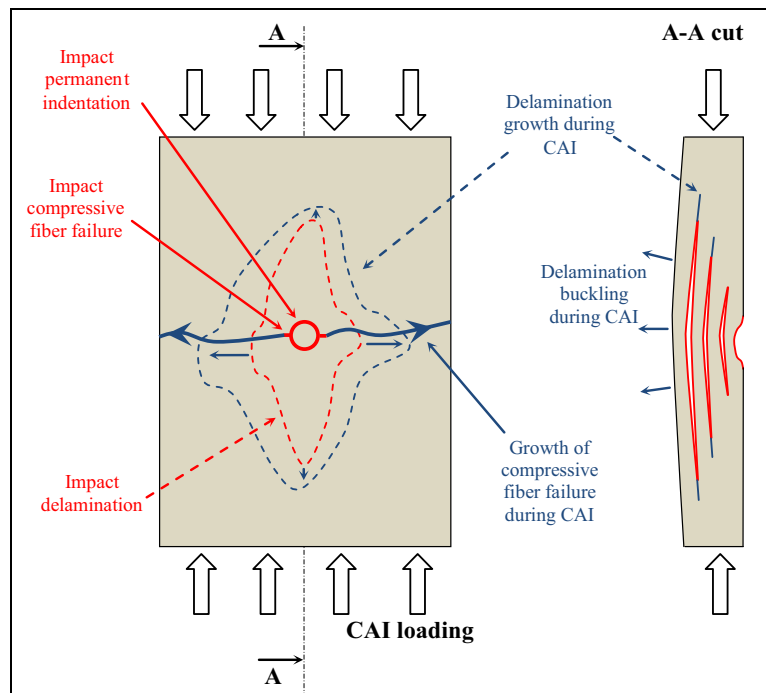 A
A-A cut
Impact
permanent
indentation
Delamination
growth during
CAI
Impact
compressive
fiber failure
Delamination
buckling
during CAI
Impact
delamination
Growth of
compressive
fiber failure
during CAI
CAI loading
A